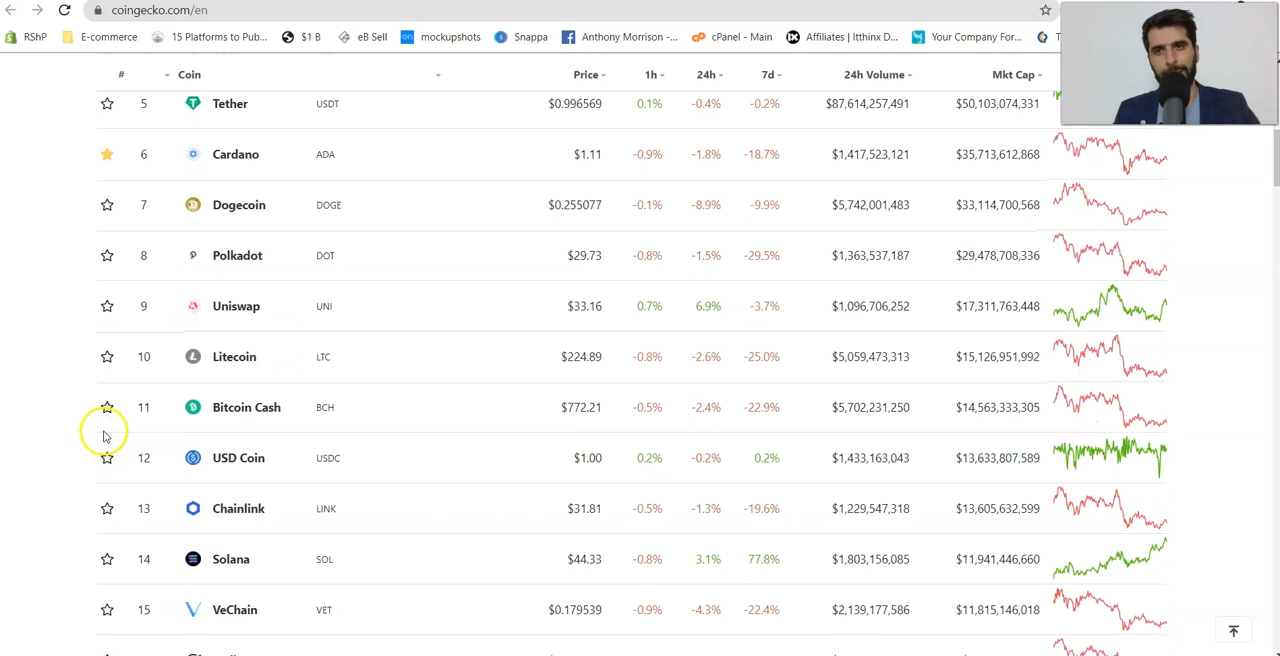 coingecko.com/en
RShP E-commerce 15 Platforms to Pub... $1 B eB Sell mockupshots Snappa Anthony Morrison –... cPanel - Main Affiliates | Itthinx D... Your Company For...
# Coin Price 1h 24h 7d 24h Volume Mkt Cap
5 Tether USDT $0.996569 0.1% -0.4% -0.2% $87,614,257,491 $50,103,074,331
6 Cardano ADA $1.11 -0.9% -1.8% -18.7% $1,417,523,121 $35,713,612,868
7 Dogecoin DOGE $0.255077 -0.1% -8.9% -9.9% $5,742,001,483 $33,114,700,568
8 Polkadot DOT $29.73 -0.8% -1.5% -29.5% $1,363,537,187 $29,478,708,336
9 Uniswap UNI $33.16 0.7% 6.9% -3.7% $1,096,706,252 $17,311,763,448
10 Litecoin LTC $224.89 -0.8% -2.6% -25.0% $5,059,473,313 $15,126,951,992
11 Bitcoin Cash BCH $772.21 -0.5% -2.4% -22.9% $5,702,231,250 $14,563,333,305
12 USD Coin USDC $1.00 0.2% -0.2% 0.2% $1,433,163,043 $13,633,807,589
13 Chainlink LINK $31.81 -0.5% -1.3% -19.6% $1,229,547,318 $13,605,632,599
14 Solana SOL $44.33 -0.8% 3.1% 77.8% $1,803,156,085 $11,941,446,660
15 VeChain VET $0.179539 -0.9% -4.3% -22.4% $2,139,177,586 $11,815,146,018